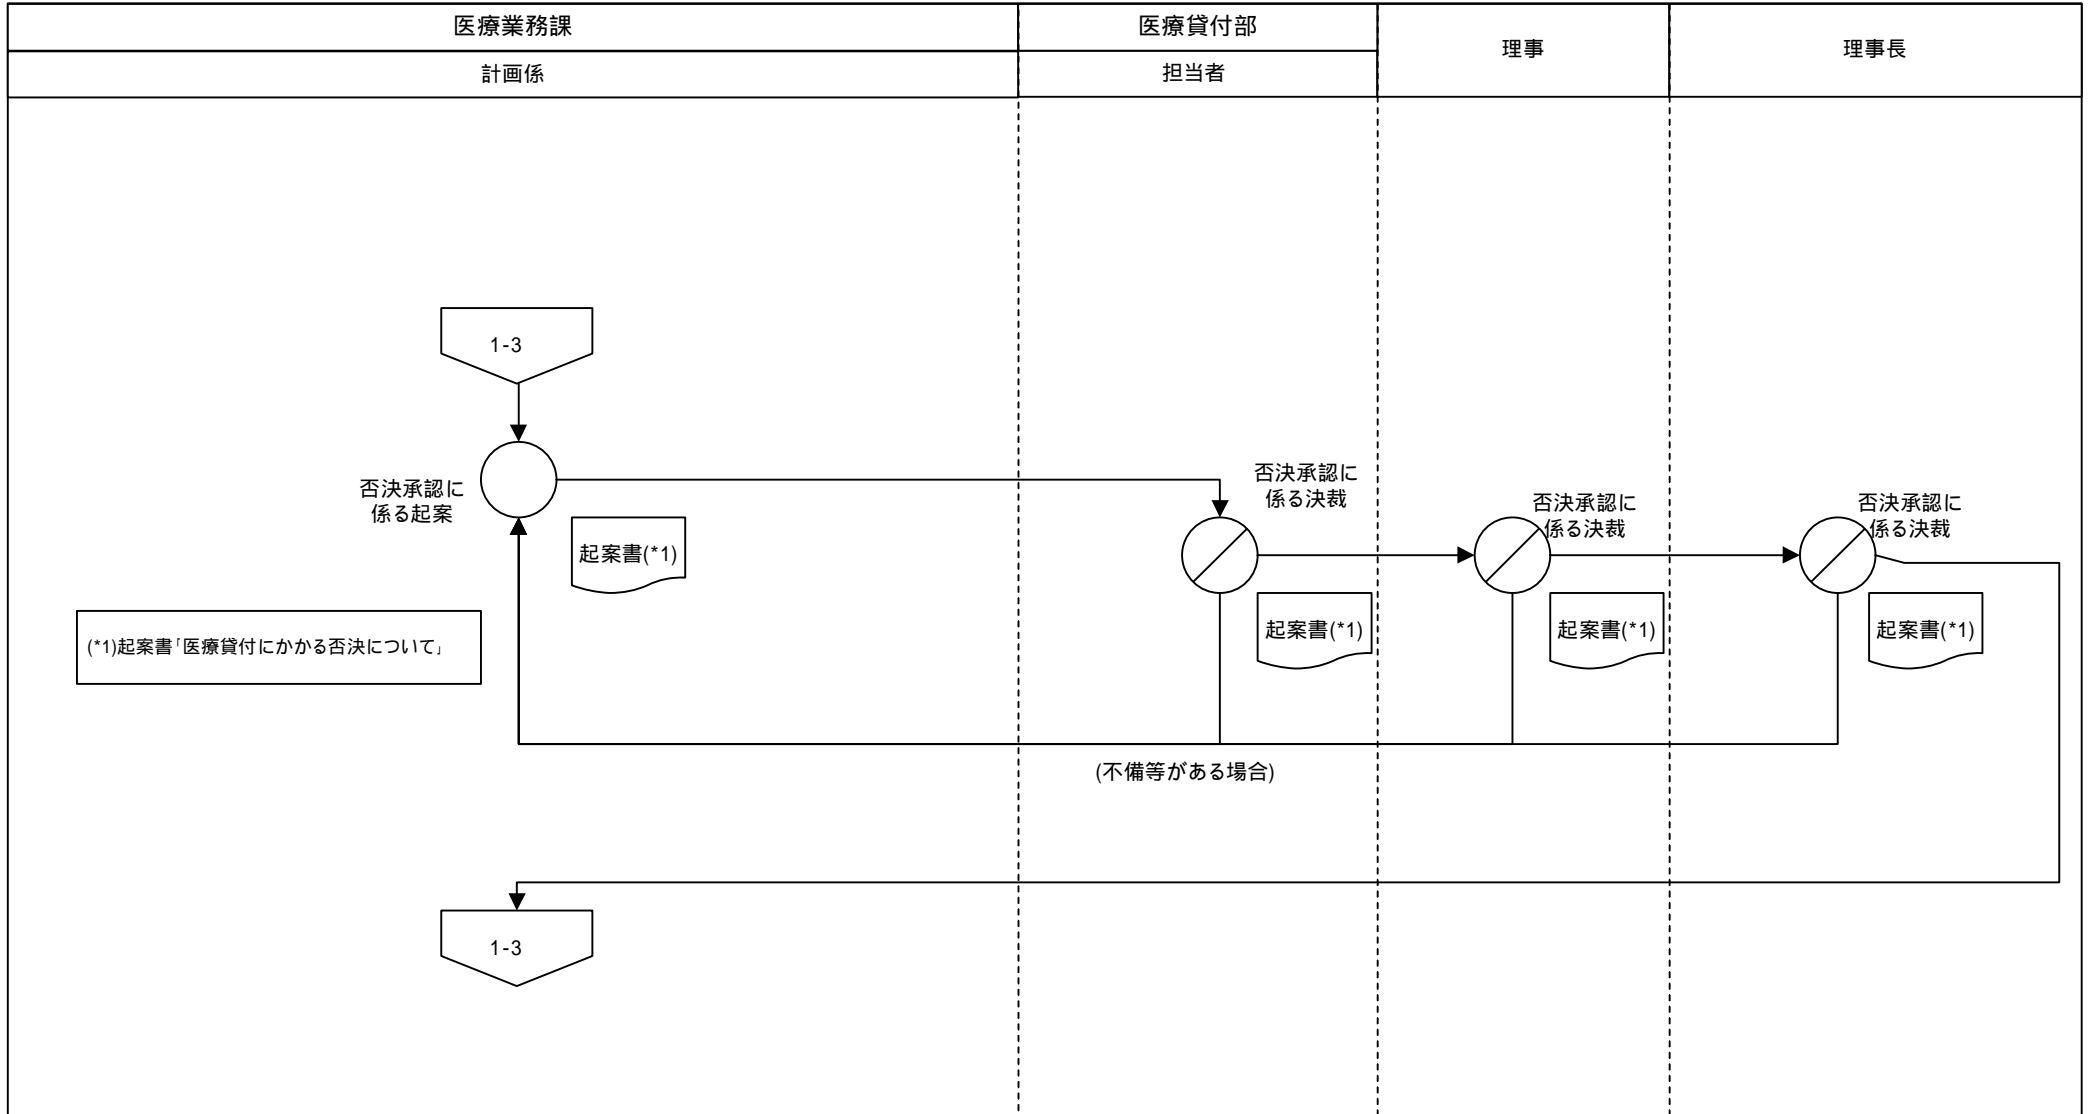 医療業務課
医療貸付部
理事
理事長
計画係
担当者
1-3
否決承認に
係る起案
起案書(*1)
否決承認に
係る決裁
起案書(*1)
否決承認に
係る決裁
起案書(*1)
否決承認に
係る決裁
起案書(*1)
(*1)起案書「医療貸付にかかる否決について」
(不備等がある場合)
1-3